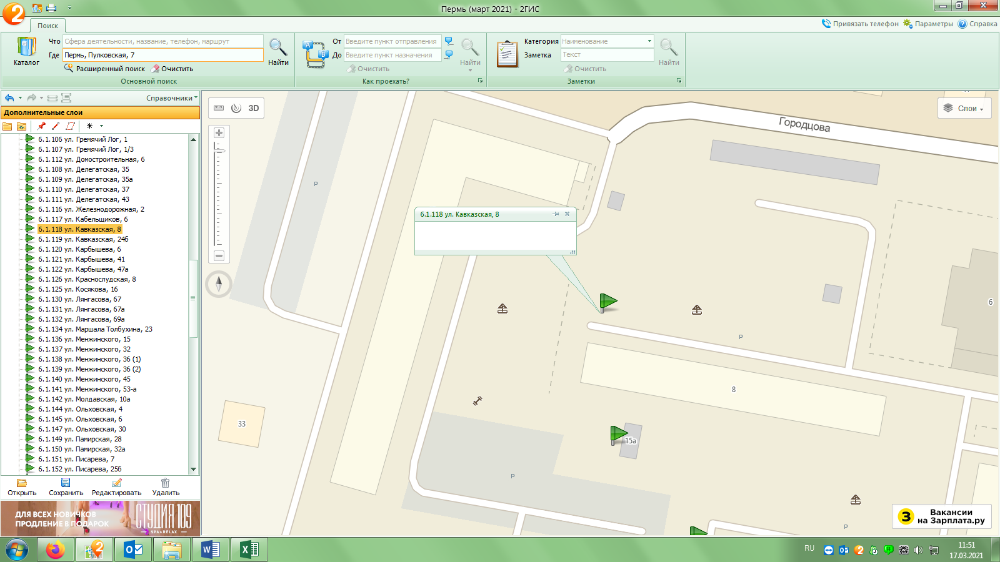 Пермь (март 2021) - 2ГИС
Поиск
Привязать телефон
Параметры
Справка
Каталог
Что
Сфера деятельности, название, телефон, маршрут
Где
Пермь, Пулковская, 7
Расширенный поиск
Очистить
Найти
Основной поиск
От
Введите пункт отправления
До
Введите пункт назначения
Очистить
Найти
Как проехать?
Категория
Наименование
Заметка
Текст
Очистить
Найти
Заметки
Справочники
Дополнительные слои
6.1.106 ул. Гремячий Лог, 1
6.1.107 ул. Гремячий Лог, 1/3
6.1.112 ул. Домостроительная, 6
6.1.108 ул. Делегатская, 35
6.1.109 ул. Делегатская, 35а
6.1.110 ул. Делегатская, 37
6.1.111 ул. Делегатская, 43
6.1.116 ул. Железнодорожная, 2
6.1.117 ул. Кабельщиков, 6
6.1.118 ул. Кавказская, 8
6.1.119 ул. Кавказская, 24б
6.1.120 ул. Карбышева, 6
6.1.121 ул. Карбышева, 41
6.1.122 ул. Карбышева, 47а
6.1.126 ул. Краснослудская, 8
6.1.125 ул. Косякова, 16
6.1.130 ул. Лянгасова, 67
6.1.131 ул. Лянгасова, 67а
6.1.132 ул. Лянгасова, 69а
6.1.134 ул. Маршала Толбухина, 23
6.1.136 ул. Менжинского, 15
6.1.137 ул. Менжинского, 32
6.1.138 ул. Менжинского, 36 (1)
6.1.139 ул. Менжинского, 36 (2)
6.1.140 ул. Менжинского, 45
6.1.141 ул. Менжинского, 53-а
6.1.142 ул. Молдавская, 10а
6.1.144 ул. Ольховская, 4
6.1.145 ул. Ольховская, 6
6.1.147 ул. Ольховская, 30
6.1.149 ул. Памирская, 28
6.1.150 ул. Памирская, 32а
6.1.151 ул. Писарева, 7
6.1.152 ул. Писарева, 25б
Открыть
Сохранить
Редактировать
Удалить
ДЛЯ ВСЕХ НОВИЧКОВ
ПРОДЛЕНИЕ В ПОДАРОК
СТУДИЯ 109
SPA & RELAX
3D
Слои
Городцова
P
6.1.118 ул. Кавказская, 8
6
P
8
33
15а
P
P
З
Вакансии
на Зарплата.ру
RU
11:51
17.03.2021